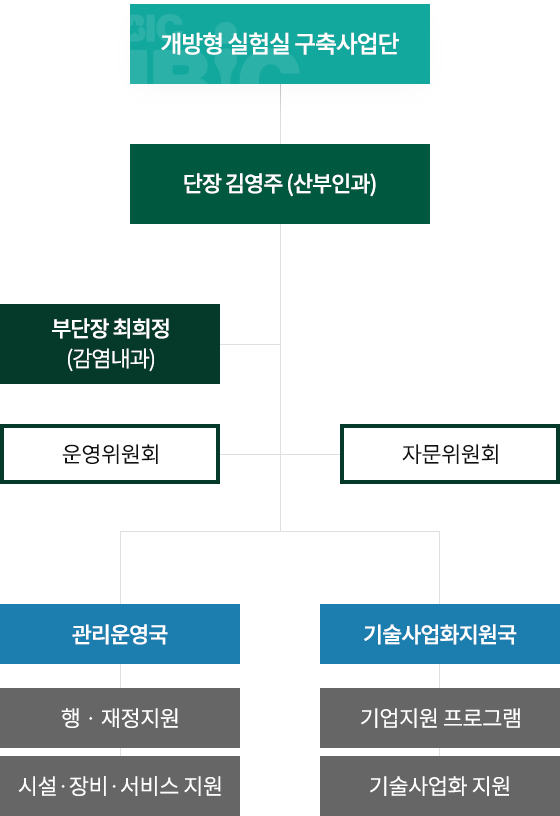 개방형 실험실 구축사업단
단장 김영주 (산부인과)
부단장 최희정
(감염내과)
운영위원회
자문위원회
관리운영국
기술사업화지원국
행 · 재정지원
기업지원 프로그램
시설·장비·서비스 지원
기술사업화 지원